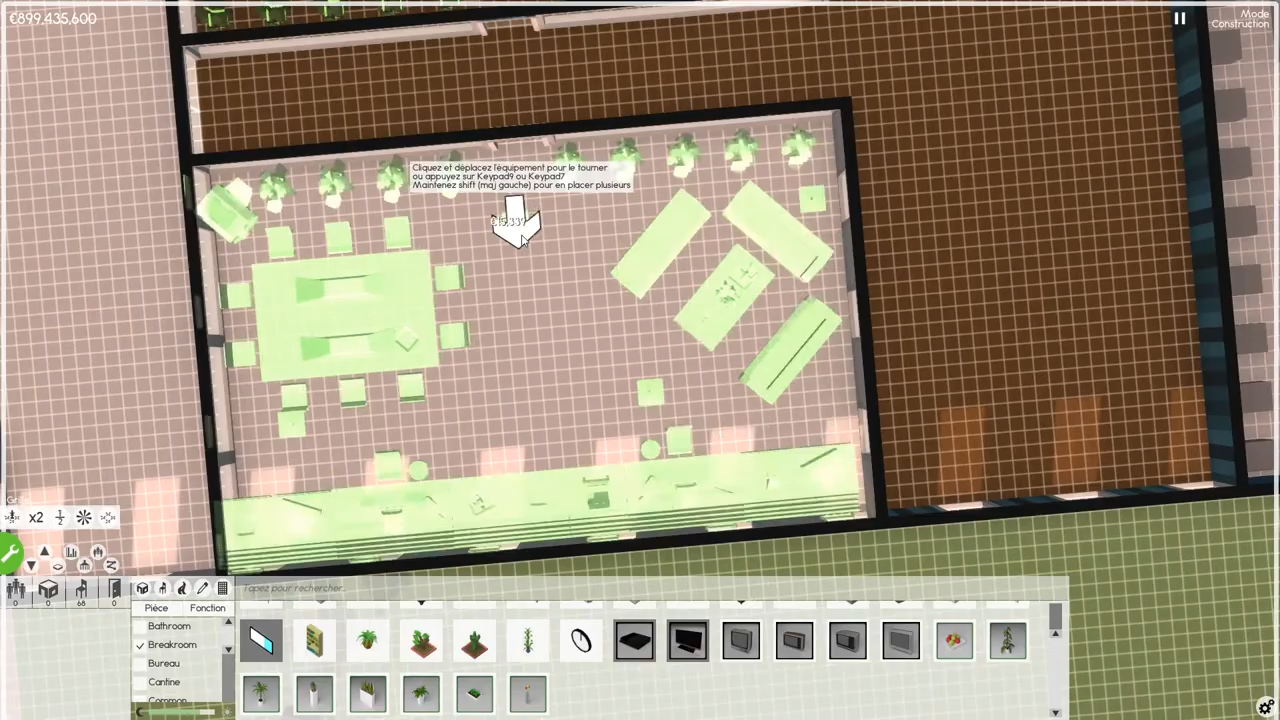 €899,435,600
Mode
Construction
Cliquez et déplacez l'équipement pour le tourner
ou appuyez sur Keypad9 ou Keypad7
Maintenez shift (maj gauche) pour en placer plusieurs
x2
0
0
68
0
Tapez pour rechercher...
Pièce
Fonction
Bathroom
Breakroom
Bureau
Cantine
Common